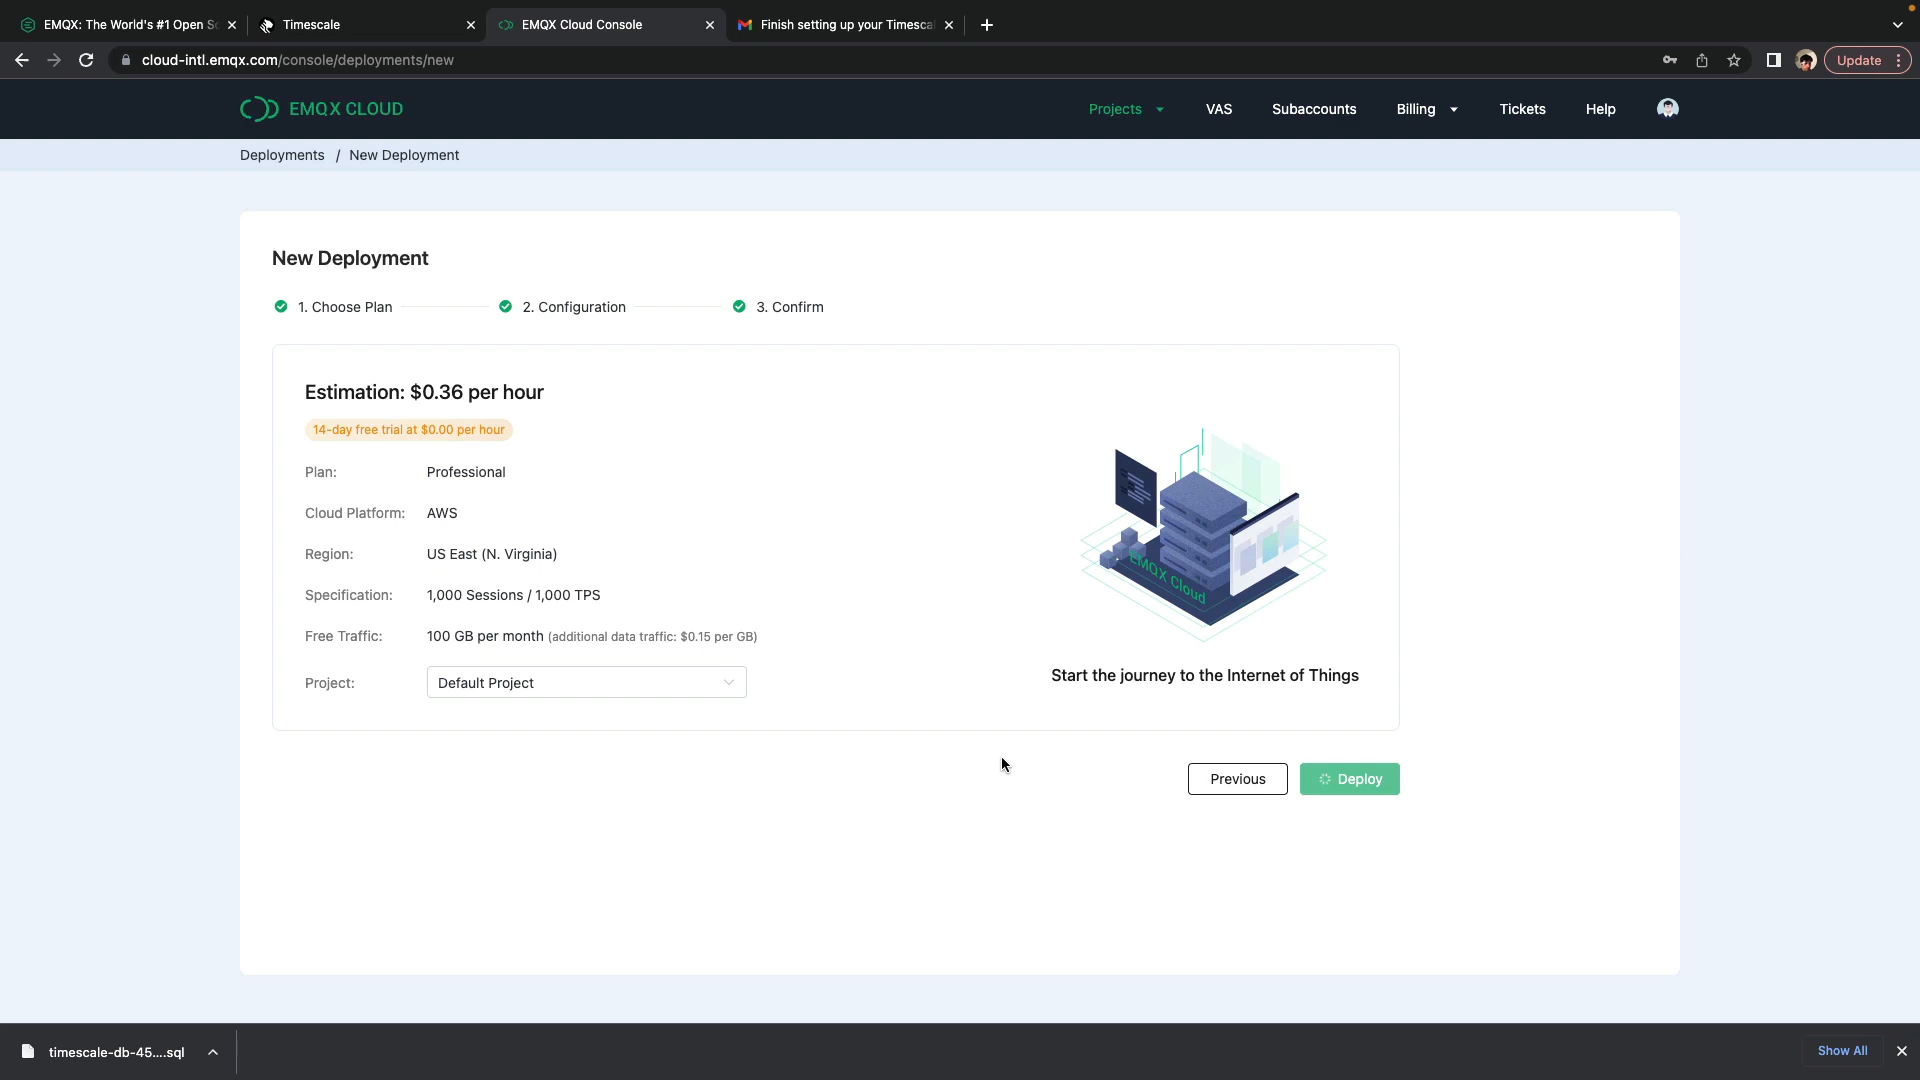 EMQX: The World's #1 Open So
Timescale
EMQX Cloud Console
Finish setting up your Timesca
cloud-intl.emqx.com/console/deployments/new
Update
EMQX CLOUD
Projects
VAS
Subaccounts
Billing
Tickets
Help
Deployments / New Deployment
New Deployment
1. Choose Plan
2. Configuration
3. Confirm
Estimation: $0.36 per hour
14-day free trial at $0.00 per hour
Plan: Professional
Cloud Platform: AWS
Region: US East (N. Virginia)
Specification: 1,000 Sessions / 1,000 TPS
Free Traffic: 100 GB per month (additional data traffic: $0.15 per GB)
Project: Default Project
EMQX Cloud
Start the journey to the Internet of Things
Previous
Deploy
timescale-db-45....sql
Show All